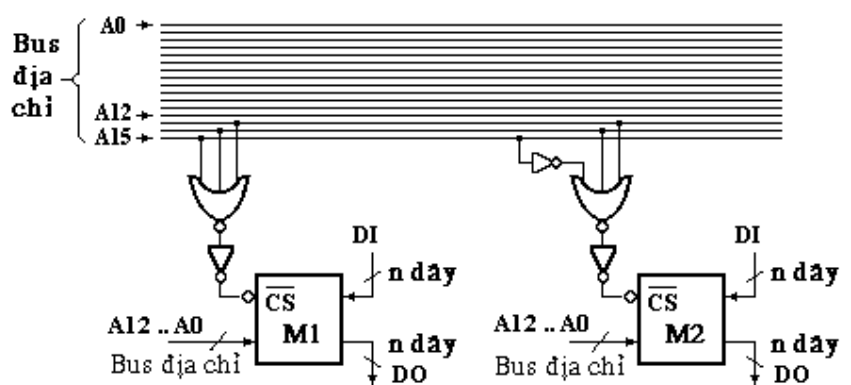 Bus
địa
chỉ
A0
A12
A15
DI
n dây
CS
M1
A12 .. A0
Bus địa chỉ
n dây
DO
DI
n dây
CS
M2
A12 .. A0
Bus địa chỉ
n dây
DO